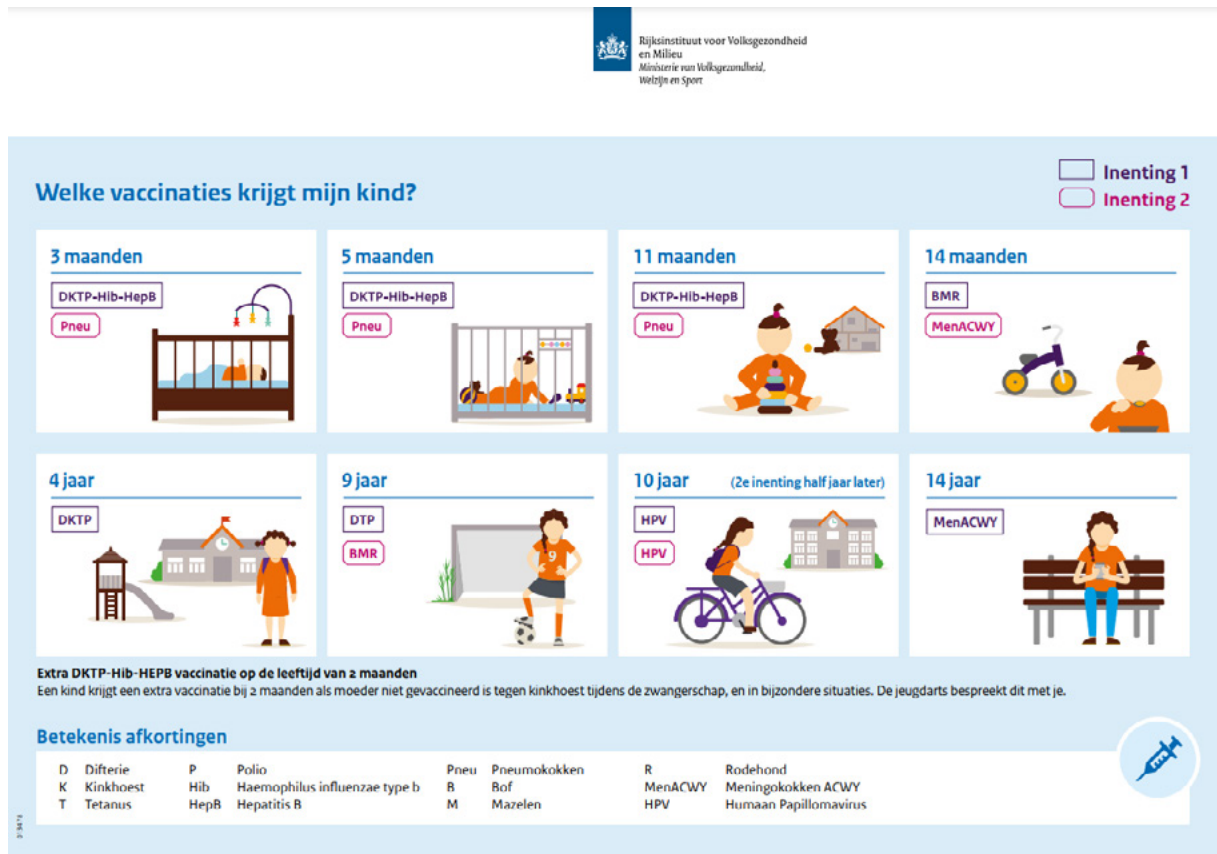 Rijksinstituut voor Volksgezondheid
en Milieu
Ministerie van Volksgezondheid,
Welzijn en Sport
Welke vaccinaties krijgt mijn kind?
Inenting 1
Inenting 2
3 maanden
DKTP-Hib-HepB
Pneu
5 maanden
DKTP-Hib-HepB
Pneu
11 maanden
DKTP-Hib-HepB
Pneu
14 maanden
BMR
MenACWY
4 jaar
DKTP
9 jaar
DTP
BMR
9
10 jaar (2e inenting half jaar later)
HPV
HPV
14 jaar
MenACWY
Extra DKTP-Hib-HEPB vaccinatie op de leeftijd van 2 maanden
Een kind krijgt een extra vaccinatie bij 2 maanden als moeder niet gevaccineerd is tegen kinkhoest tijdens de zwangerschap, en in bijzondere situaties. De jeugdarts bespreekt dit met je.
Betekenis afkortingen
D Difterie P Polio Pneu Pneumokokken R Rodehond
K Kinkhoest Hib Haemophilus influenzae type b B Bof MenACWY Meningokokken ACWY
T Tetanus HepB Hepatitis B M Mazelen HPV Humaan Papillomavirus